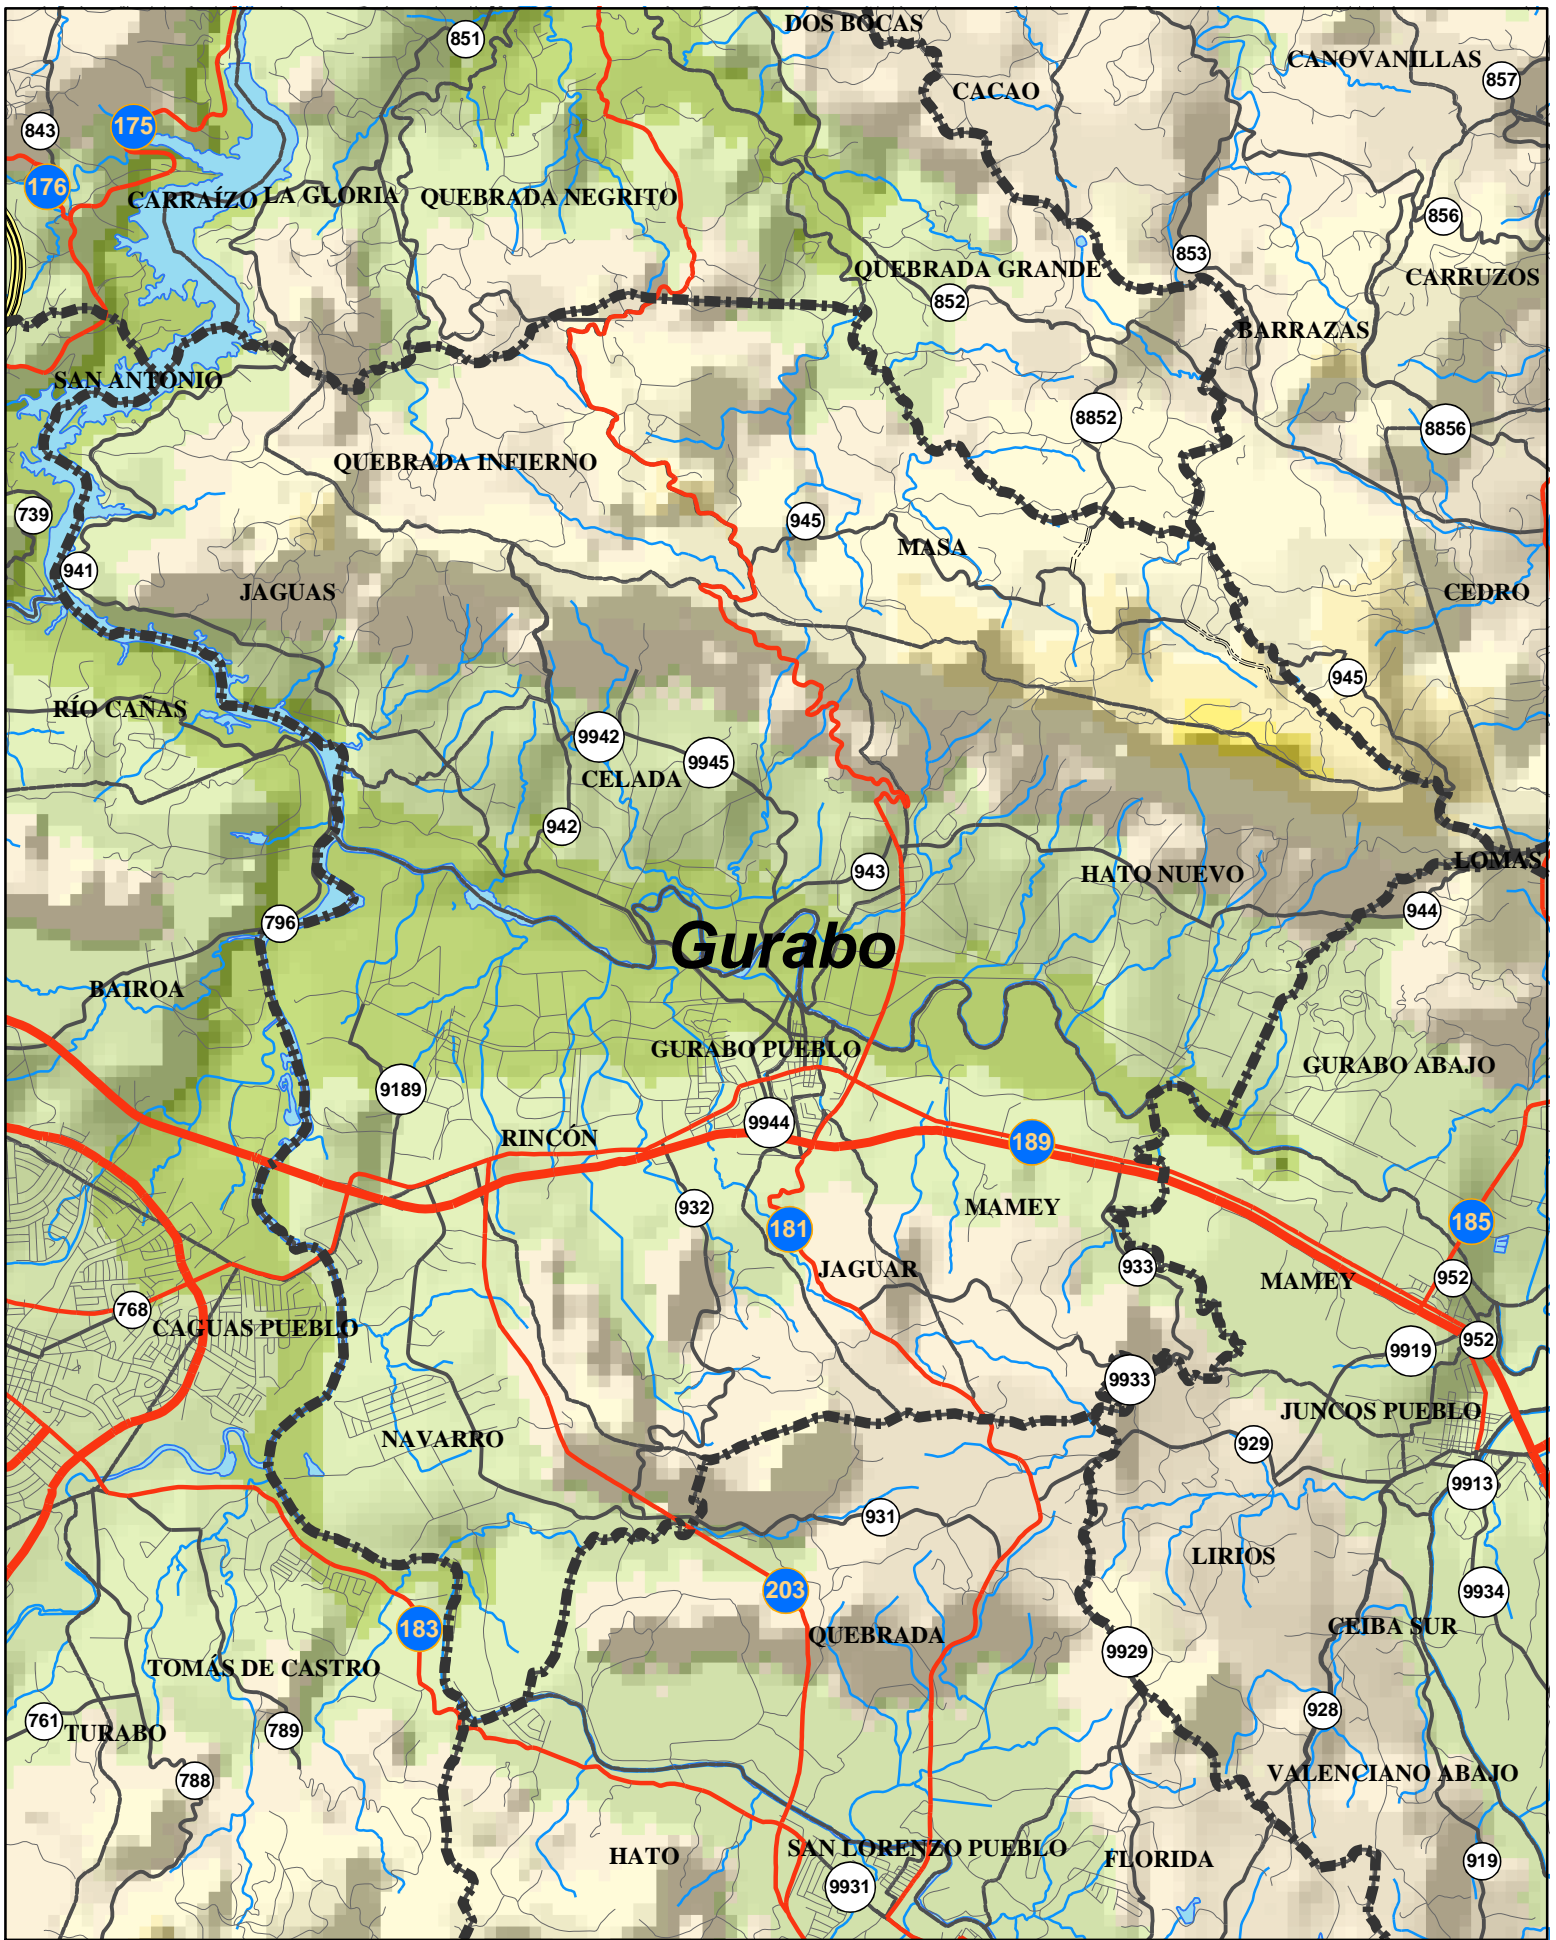 DOS BOCAS
851
CANOVANILLAS
857
CACAO
175
843
176
CARRAÍZO
LA GLORIA
QUEBRADA NEGRITO
856
853
QUEBRADA GRANDE
CARRUZOS
852
BARRAZAS
SAN ANTONIO
8852
8856
QUEBRADA INFIERNO
739
945
MASA
941
JAGUAS
CEDRO
945
RÍO CAÑAS
9942
9945
CELADA
942
LOMAS
943
HATO NUEVO
944
796
Gurabo
BAIROA
GURABO PUEBLO
GURABO ABAJO
9189
9944
RINCÓN
189
932
MAMEY
181
185
933
JAGUAR
952
MAMEY
768
CAGUAS PUEBLO
952
9919
9933
JUNCOS PUEBLO
NAVARRO
929
9913
931
LIRIOS
203
9934
183
QUEBRADA
CEIBA SUR
9929
TOMÁS DE CASTRO
928
761
TURABO
789
788
VALENCIANO ABAJO
SAN LORENZO PUEBLO
HATO
FLORIDA
919
9931